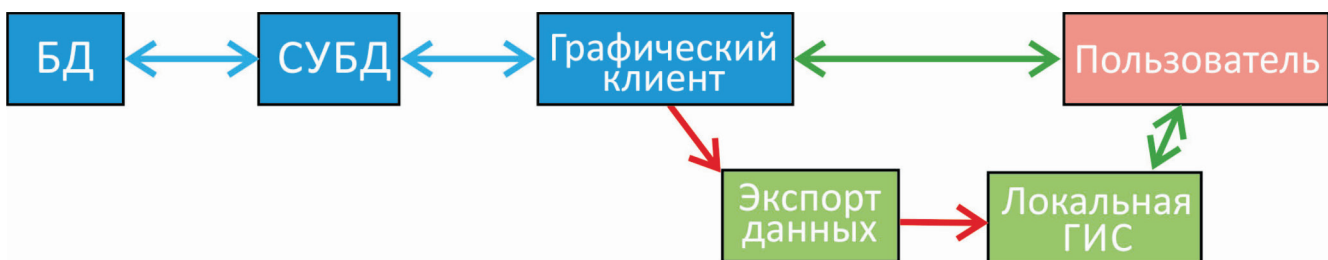 БД
СУБД
Графический
клиент
Пользователь
Экспорт
данных
Локальная
ГИС